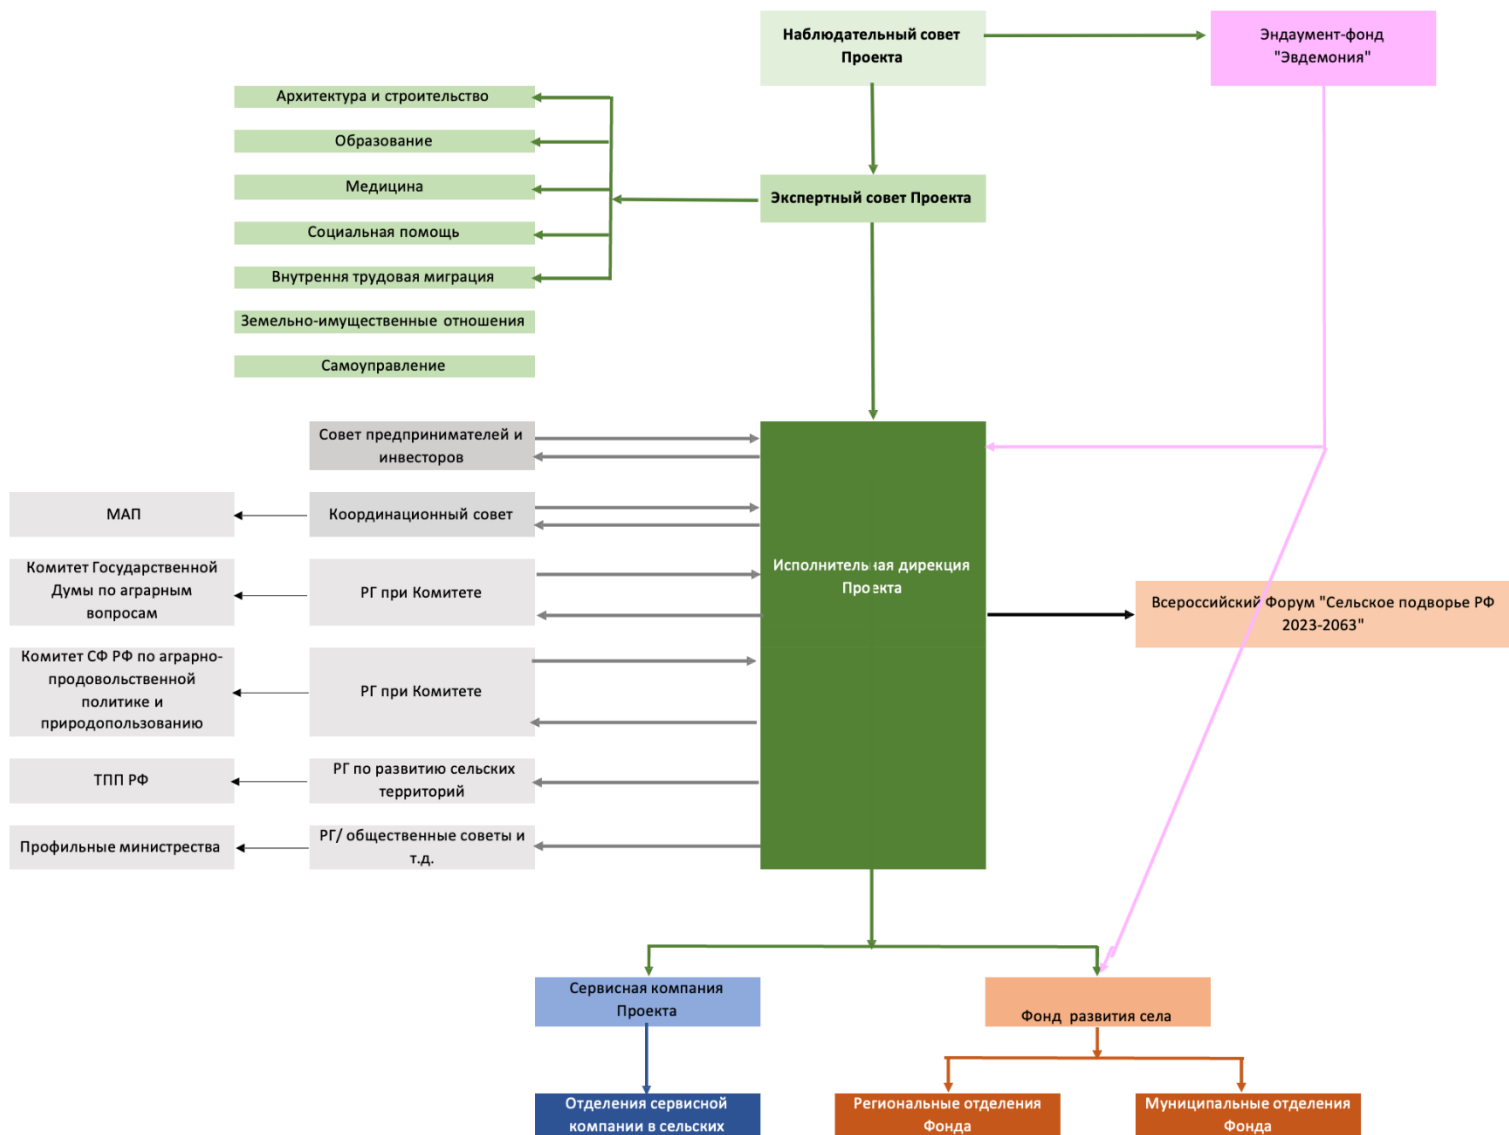 Наблюдательный совет
Проекта
Эндаумент-фонд
"Эвдемония"
Архитектура и строительство
Образование
Медицина
Социальная помощь
Внутрення трудовая миграция
Земельно-имущественные отношения
Самоуправление
Экспертный совет Проекта
Совет предпринимателей и
инвесторов
МАП
Координационный совет
Комитет Государственной
Думы по аграрным
вопросам
РГ при Комитете
Исполнительная дирекция
Проекта
Всероссийский Форум "Сельское подворье РФ
2023-2063"
Комитет СФ РФ по аграрно-
продовольственной
политике и
природопользованию
РГ при Комитете
ТПП РФ
РГ по развитию сельских
территорий
Профильные министрества
РГ/ общественные советы и
т.д.
Сервисная компания
Проекта
Фонд развития села
Отделения сервисной
компании в сельских
Региональные отделения
Фонда
Муниципальные отделения
Фонда